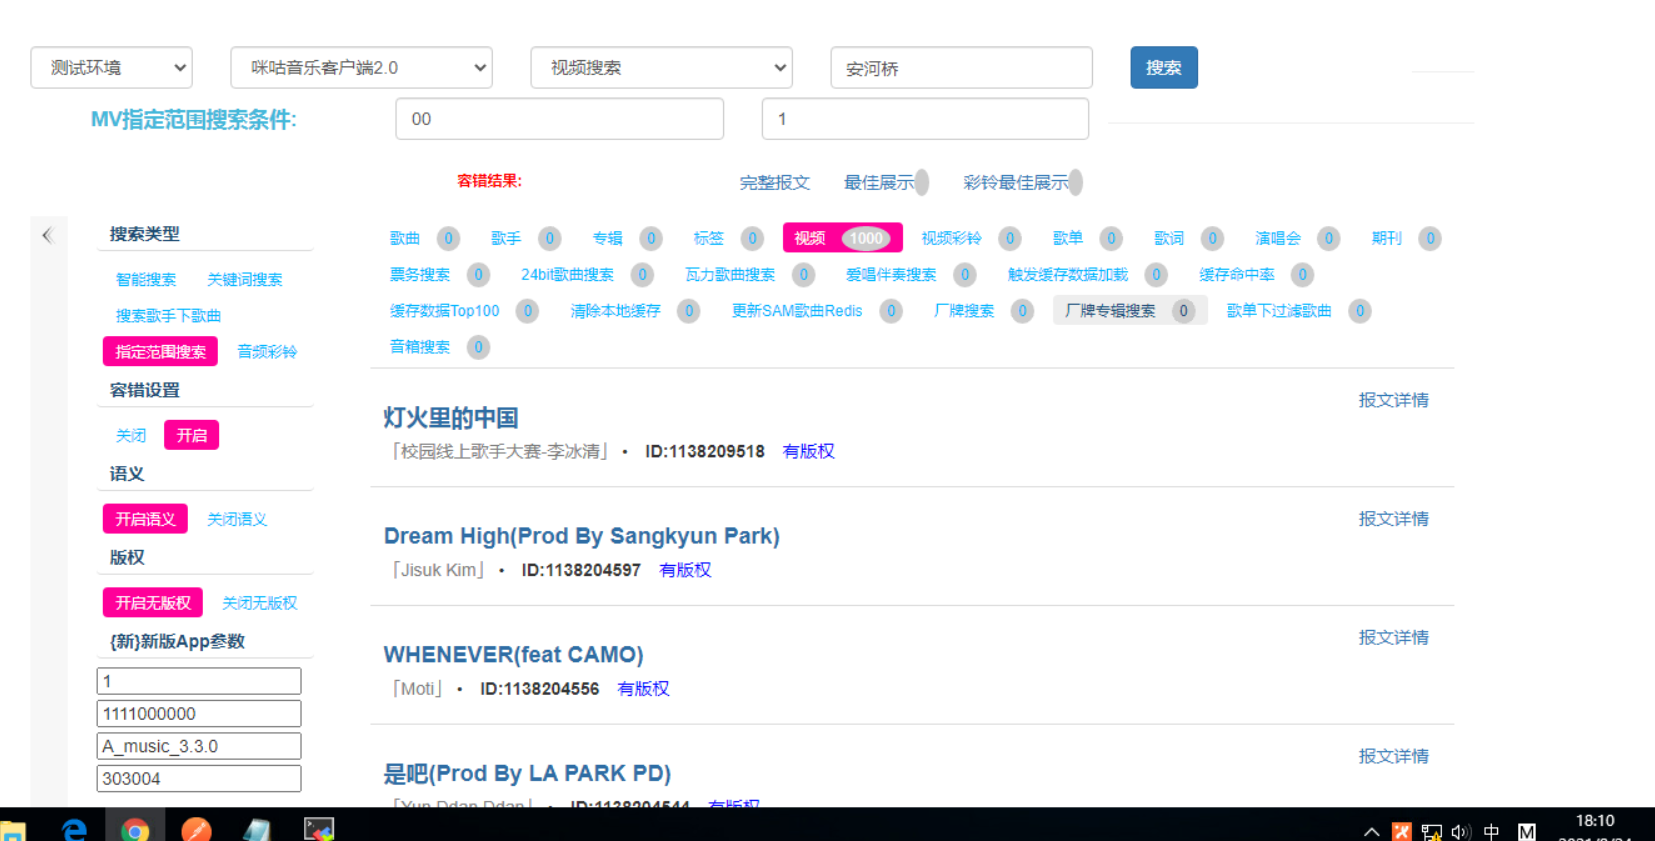 测试环境 咪咕音乐客户端2.0 视频搜索 安河桥 搜索
MV指定范围搜索条件: 00 1
容错结果: 完整报文 最佳展示 彩铃最佳展示
搜索类型
智能搜索 关键词搜索
搜索歌手下歌曲
指定范围搜索 音频彩铃
容错设置
关闭 开启
语义
开启语义 关闭语义
版权
开启无版权 关闭无版权
{新}新版App参数
1
1111000000
A_music_3.3.0
303004
歌曲 0 歌手 0 专辑 0 标签 0 视频 1000 视频彩铃 0 歌单 0 歌词 0 演唱会 0 期刊 0
票务搜索 0 24bit歌曲搜索 0 瓦力歌曲搜索 0 爱唱伴奏搜索 0 触发缓存数据加载 0 缓存命中率 0
缓存数据Top100 0 清除本地缓存 0 更新SAM歌曲Redis 0 厂牌搜索 0 厂牌专辑搜索 0 歌单下过滤歌曲 0
音箱搜索 0
灯火里的中国 报文详情
「校园线上歌手大赛-李冰清」 • ID:1138209518 有版权
Dream High(Prod By Sangkyun Park) 报文详情
「Jisuk Kim」 • ID:1138204597 有版权
WHENEVER(feat CAMO) 报文详情
「Moti」 • ID:1138204556 有版权
是吧(Prod By LA PARK PD) 报文详情
「Yun Ddan Ddan」 • ID:1138204544 有版权
中 M 18:10